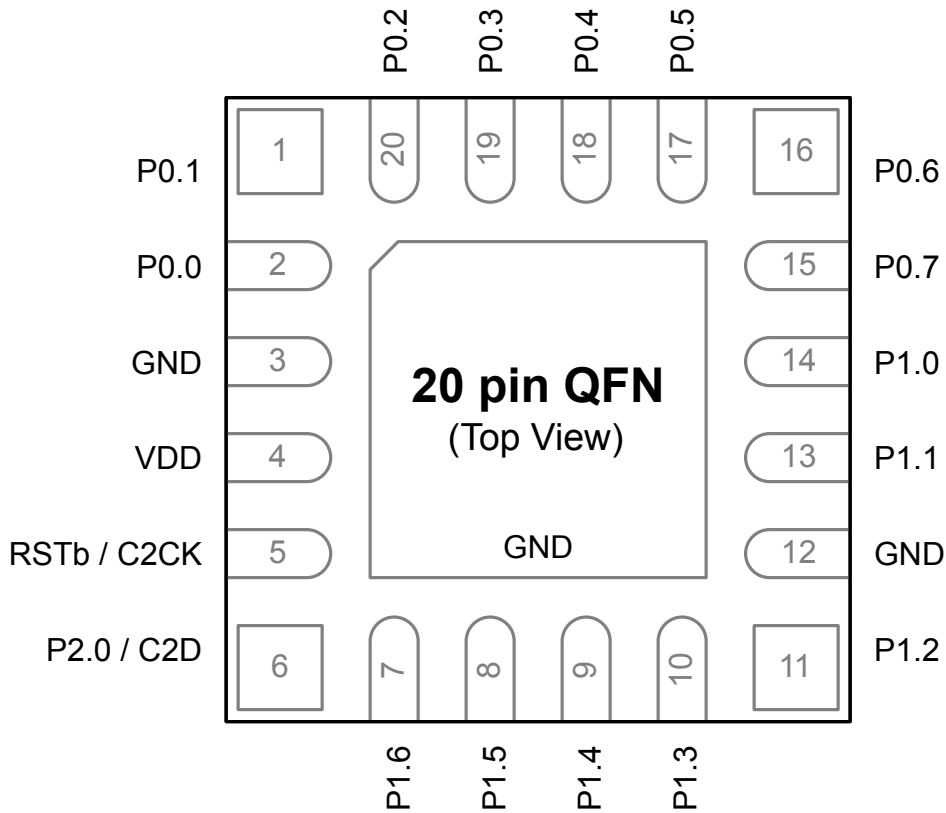 P0.2
P0.3
P0.4
P0.5
20
19
18
17
1
16
P0.1
P0.6
P0.0
2
15
P0.7
GND
3
14
P1.0
20 pin QFN
(Top View)
VDD
4
13
P1.1
RSTb / C2CK
5
GND
12
GND
P2.0 / C2D
6
7
8
9
10
11
P1.2
P1.6
P1.5
P1.4
P1.3